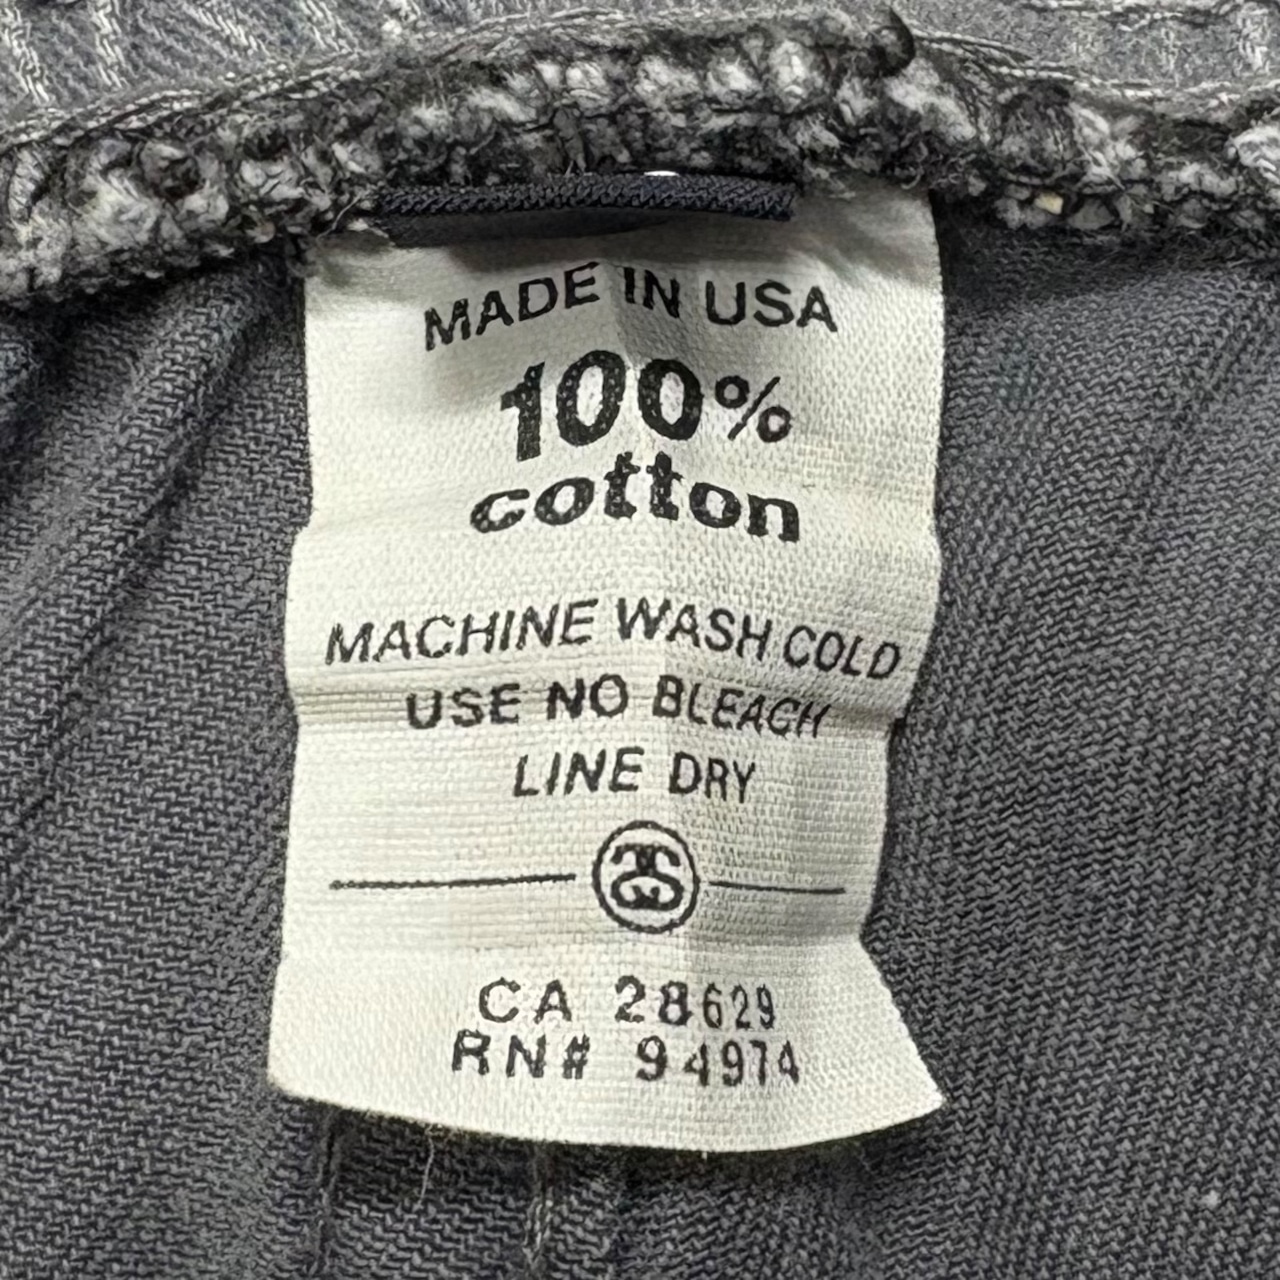 MADE IN USA
100%
cotton
MACHINE WASH COLD
USE NO BLEACH
LINE DRY
CA 28629
RN# 94974